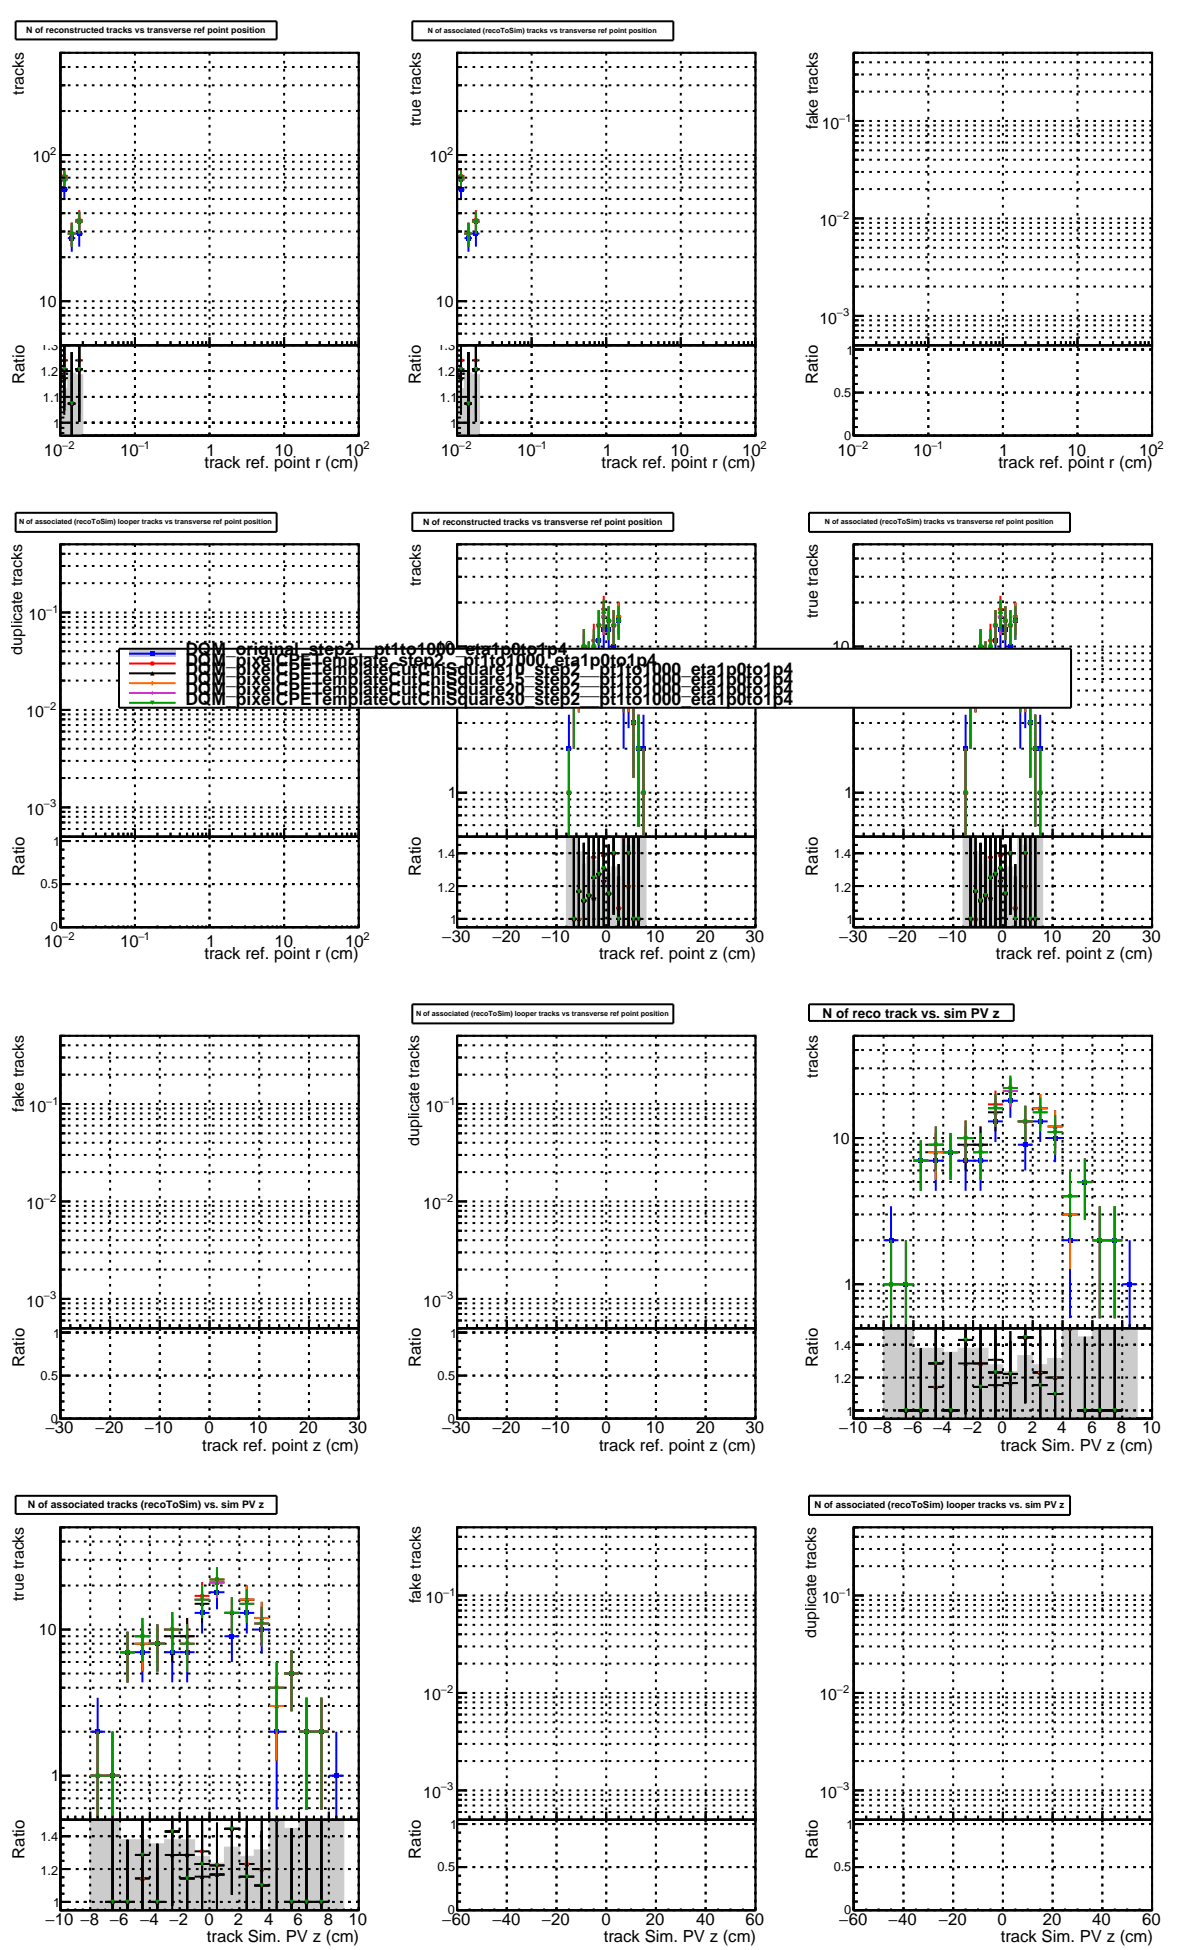 N of reconstructed tracks vs transverse ref point position
tracks
10²
10
Ratio
1.3
1.2
1.1
1
10⁻² 10⁻¹ 1 10 10²
track ref. point r (cm)
N of associated (recoToSim) tracks vs transverse ref point position
true tracks
10²
10
Ratio
1.3
1.2
1.1
1
10⁻² 10⁻¹ 1 10 10²
track ref. point r (cm)
fake tracks
10⁻¹
10⁻²
10⁻³
Ratio
1
0.5
0
10⁻² 10⁻¹ 1 10 10²
track ref. point r (cm)
N of associated (recoToSim) looper tracks vs transverse ref point position
duplicate tracks
10⁻¹
10⁻²
10⁻³
Ratio
1
0.5
0
10⁻² 10⁻¹ 1 10 10²
track ref. point r (cm)
N of reconstructed tracks vs transverse ref point position
tracks
1
Ratio
1.4
1.2
1
−30 −20 −10 0 10 20 30
track ref. point z (cm)
N of associated (recoToSim) tracks vs transverse ref point position
true tracks
10
1
Ratio
1.4
1.2
1
−30 −20 −10 0 10 20 30
track ref. point z (cm)
DQM_original_step2__pt1to1000_eta1p0to1p4
DQM_pixelCPETemplate_step2__pt1to1000_eta1p0to1p4
DQM_pixelCPETemplateCutChiSquare10_step2__pt1to1000_eta1p0to1p4
DQM_pixelCPETemplateCutChiSquare15_step2__pt1to1000_eta1p0to1p4
DQM_pixelCPETemplateCutChiSquare20_step2__pt1to1000_eta1p0to1p4
DQM_pixelCPETemplateCutChiSquare30_step2__pt1to1000_eta1p0to1p4
fake tracks
10⁻¹
10⁻²
10⁻³
Ratio
1
0.5
0
−30 −20 −10 0 10 20 30
track ref. point z (cm)
N of associated (recoToSim) looper tracks vs transverse ref point position
duplicate tracks
10⁻¹
10⁻²
10⁻³
Ratio
1
0.5
0
−30 −20 −10 0 10 20 30
track ref. point z (cm)
N of reco track vs. sim PV z
tracks
10
1
Ratio
1.4
1.2
1
−10 −8 −6 −4 −2 0 2 4 6 8 10
track Sim. PV z (cm)
N of associated tracks (recoToSim) vs. sim PV z
true tracks
10
1
Ratio
1.4
1.2
1
−10 −8 −6 −4 −2 0 2 4 6 8 10
track Sim. PV z (cm)
fake tracks
10⁻¹
10⁻²
10⁻³
Ratio
1
0.5
0
−60 −40 −20 0 20 40 60
track Sim. PV z (cm)
N of associated (recoToSim) looper tracks vs. sim PV z
duplicate tracks
10⁻¹
10⁻²
10⁻³
Ratio
1
0.5
0
−60 −40 −20 0 20 40 60
track Sim. PV z (cm)